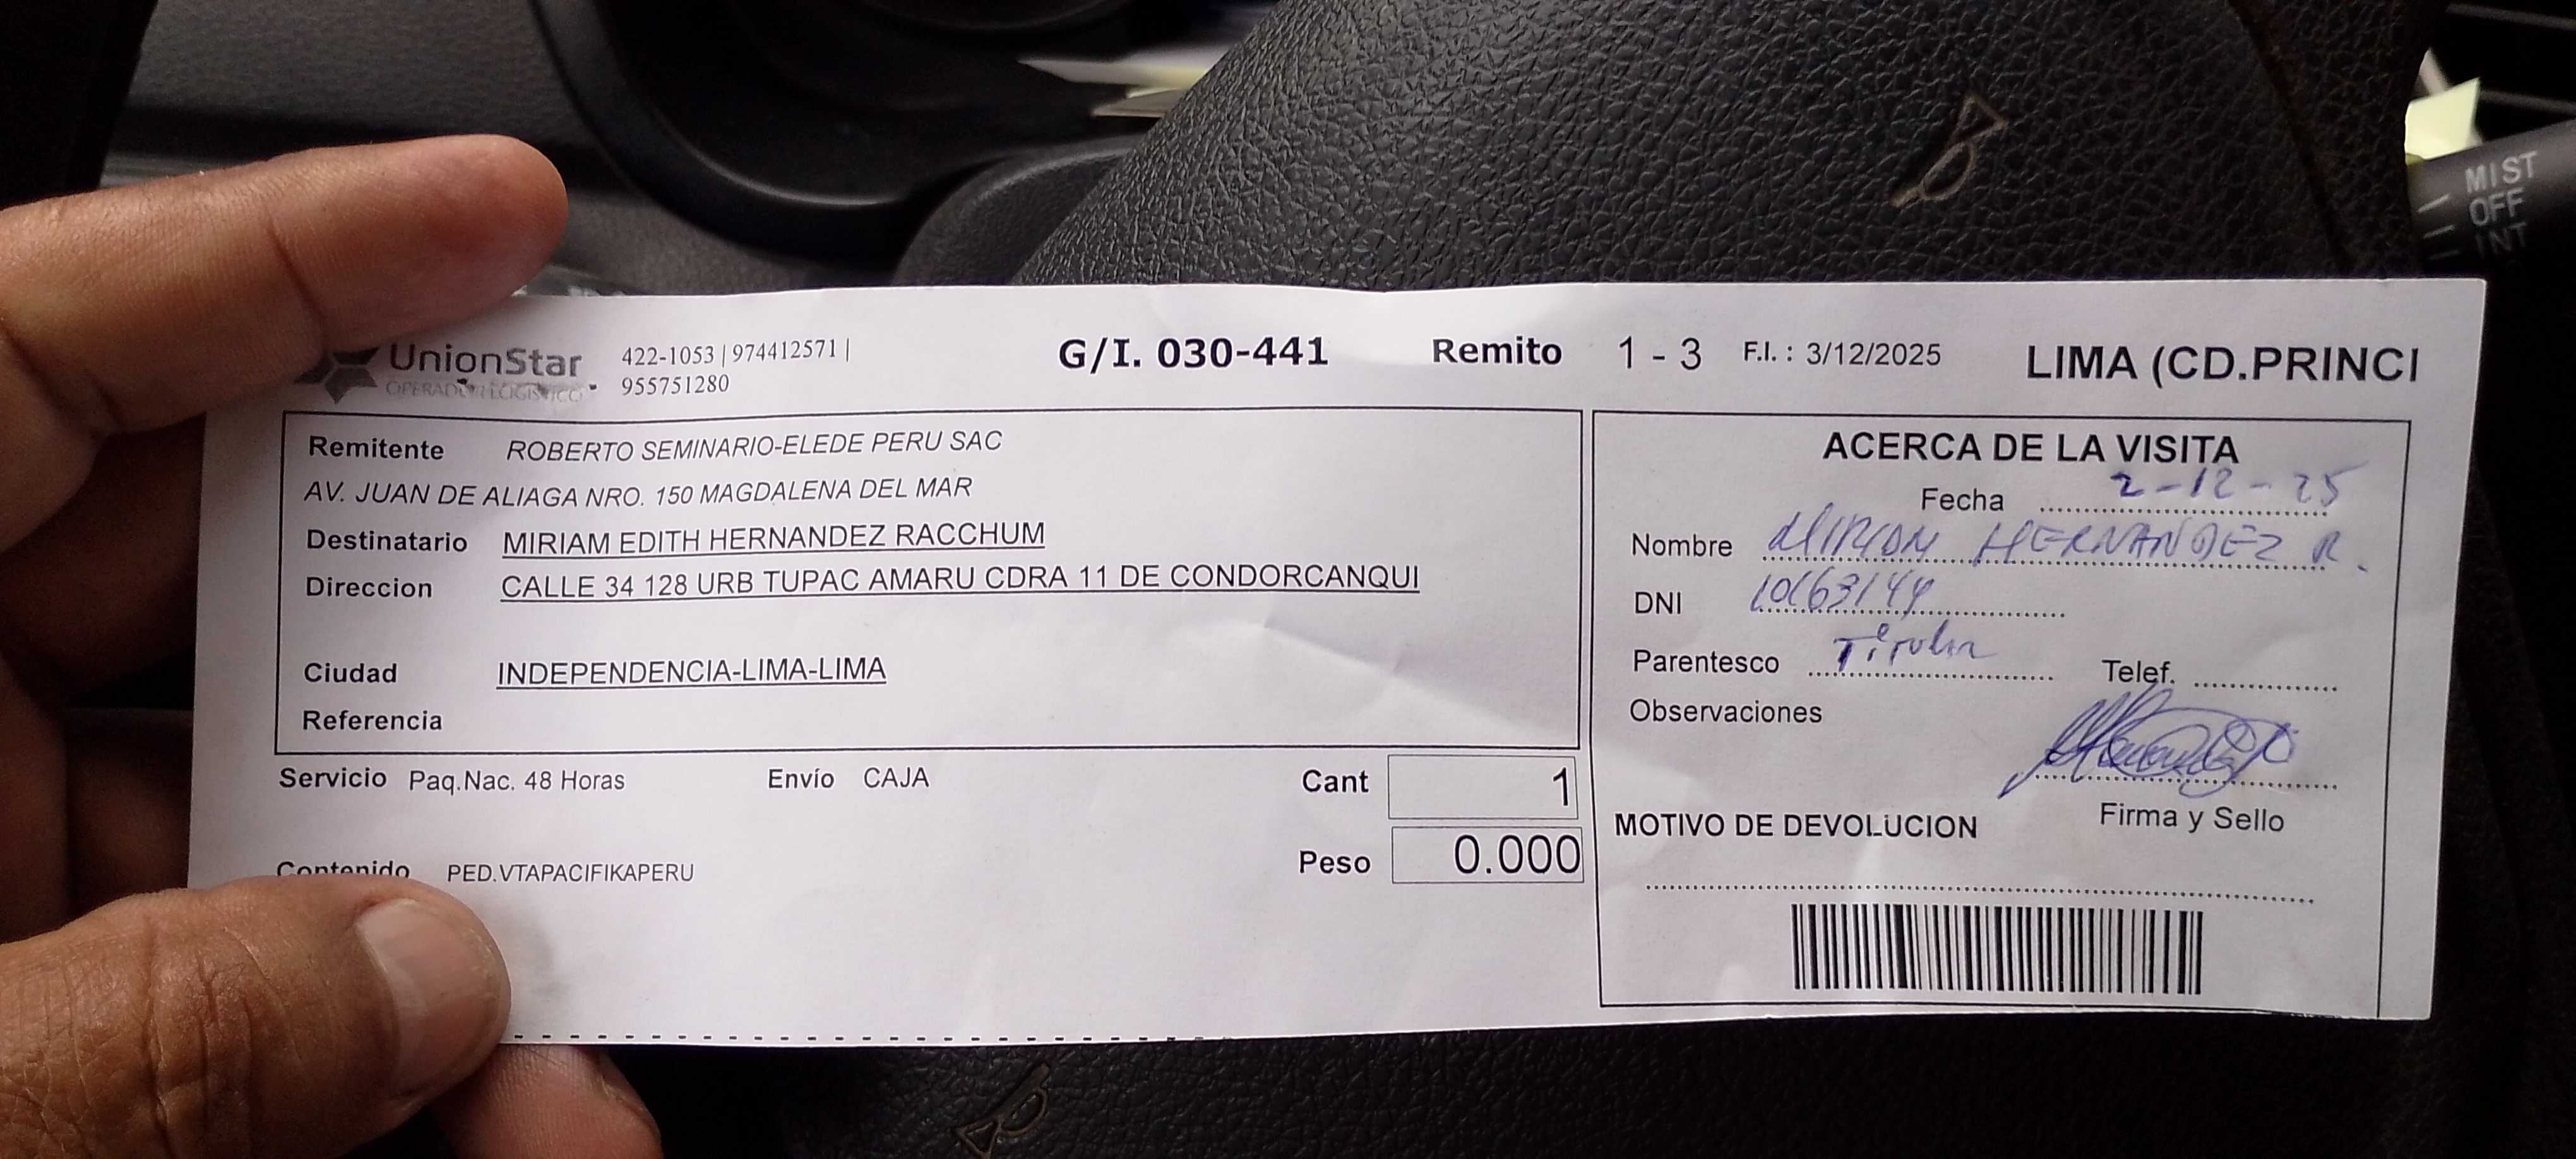 UnionStar
OPERADOR LOGISTICO
422-1053 | 974412571 |
955751280
G/I. 030-441 Remito 1 - 3 F.I. : 3/12/2025 LIMA (CD.PRINCI
Remitente ROBERTO SEMINARIO-ELEDE PERU SAC
AV. JUAN DE ALIAGA NRO. 150 MAGDALENA DEL MAR
Destinatario MIRIAM EDITH HERNANDEZ RACCHUM
Direccion CALLE 34 128 URB TUPAC AMARU CDRA 11 DE CONDORCANQUI
Ciudad INDEPENDENCIA-LIMA-LIMA
Referencia
Servicio Paq.Nac. 48 Horas Envío CAJA Cant 1
Peso 0.000
Contenido PED.VTAPACIFIKAPERU
ACERCA DE LA VISITA
Fecha 2-12-25
Nombre MIRIAM HERNANDEZ R.
DNI 10163144
Parentesco Titular Telef.
Observaciones
Firma y Sello
MOTIVO DE DEVOLUCION
MIST
OFF
INT